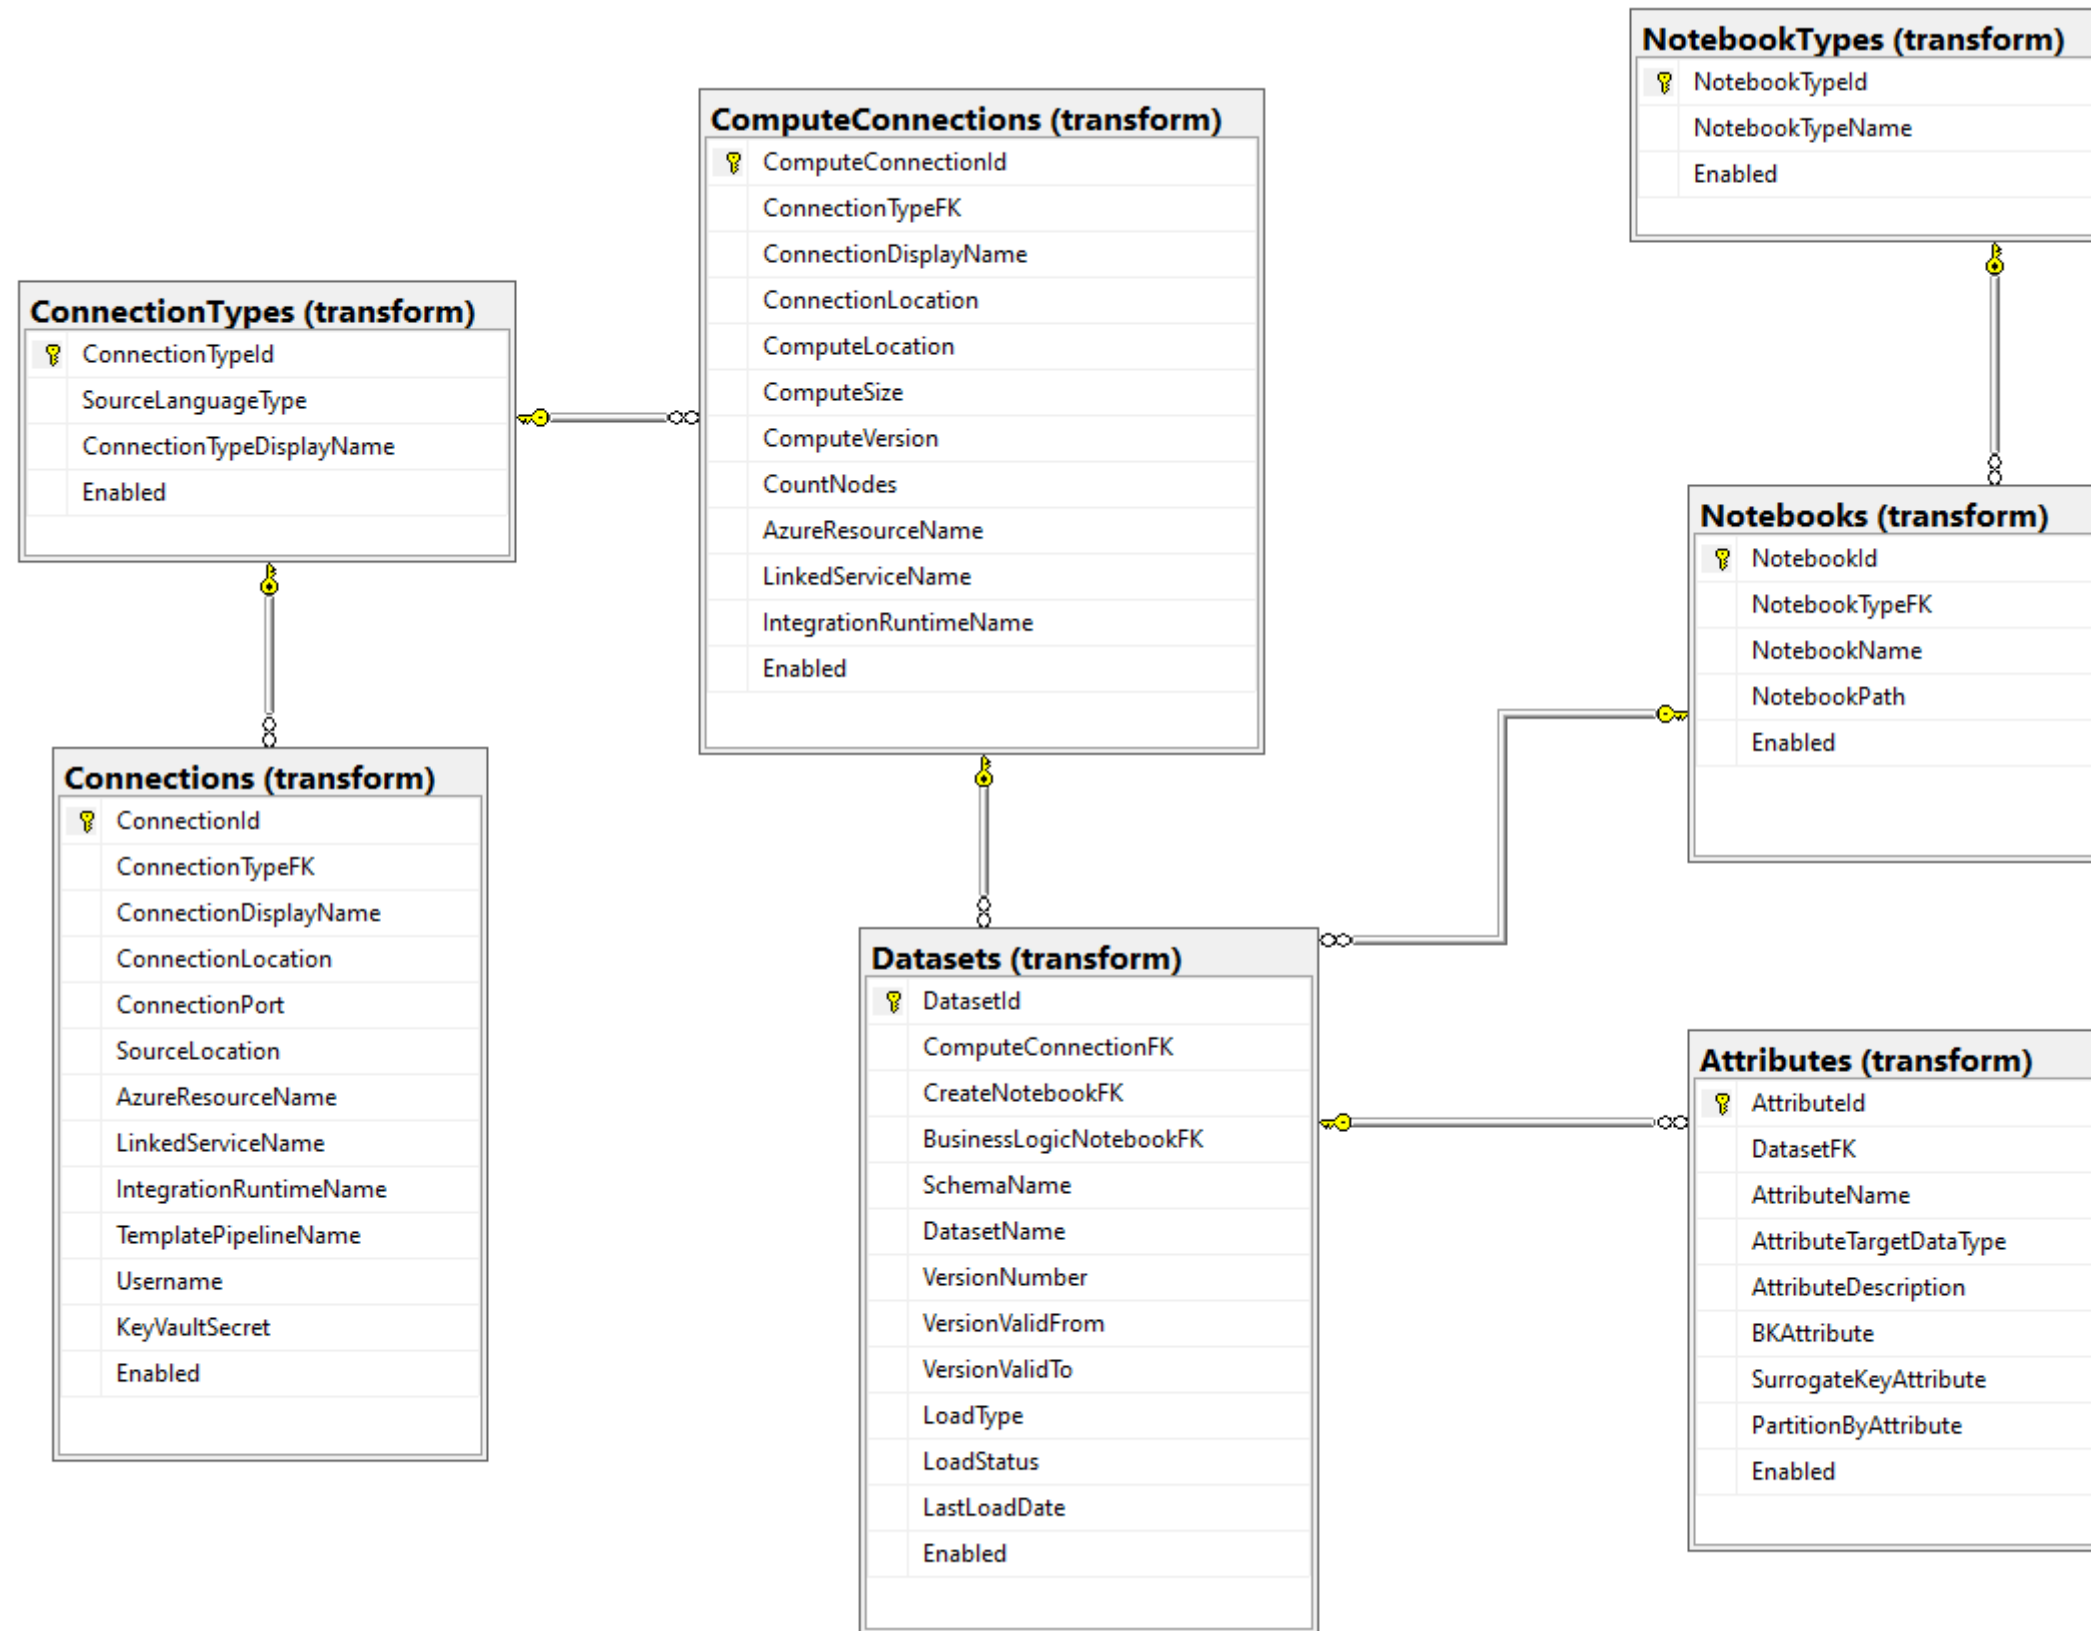 NotebookTypes (transform)
NotebookTypeId
NotebookTypeName
Enabled
ComputeConnections (transform)
ComputeConnectionId
ConnectionTypeFK
ConnectionDisplayName
ConnectionLocation
ComputeLocation
ComputeSize
ComputeVersion
CountNodes
AzureResourceName
LinkedServiceName
IntegrationRuntimeName
Enabled
ConnectionTypes (transform)
ConnectionTypeId
SourceLanguageType
ConnectionTypeDisplayName
Enabled
Notebooks (transform)
NotebookId
NotebookTypeFK
NotebookName
NotebookPath
Enabled
Connections (transform)
ConnectionId
ConnectionTypeFK
ConnectionDisplayName
ConnectionLocation
ConnectionPort
SourceLocation
AzureResourceName
LinkedServiceName
IntegrationRuntimeName
TemplatePipelineName
Username
KeyVaultSecret
Enabled
Datasets (transform)
DatasetId
ComputeConnectionFK
CreateNotebookFK
BusinessLogicNotebookFK
SchemaName
DatasetName
VersionNumber
VersionValidFrom
VersionValidTo
LoadType
LoadStatus
LastLoadDate
Enabled
Attributes (transform)
AttributeId
DatasetFK
AttributeName
AttributeTargetDataType
AttributeDescription
BKAttribute
SurrogateKeyAttribute
PartitionByAttribute
Enabled